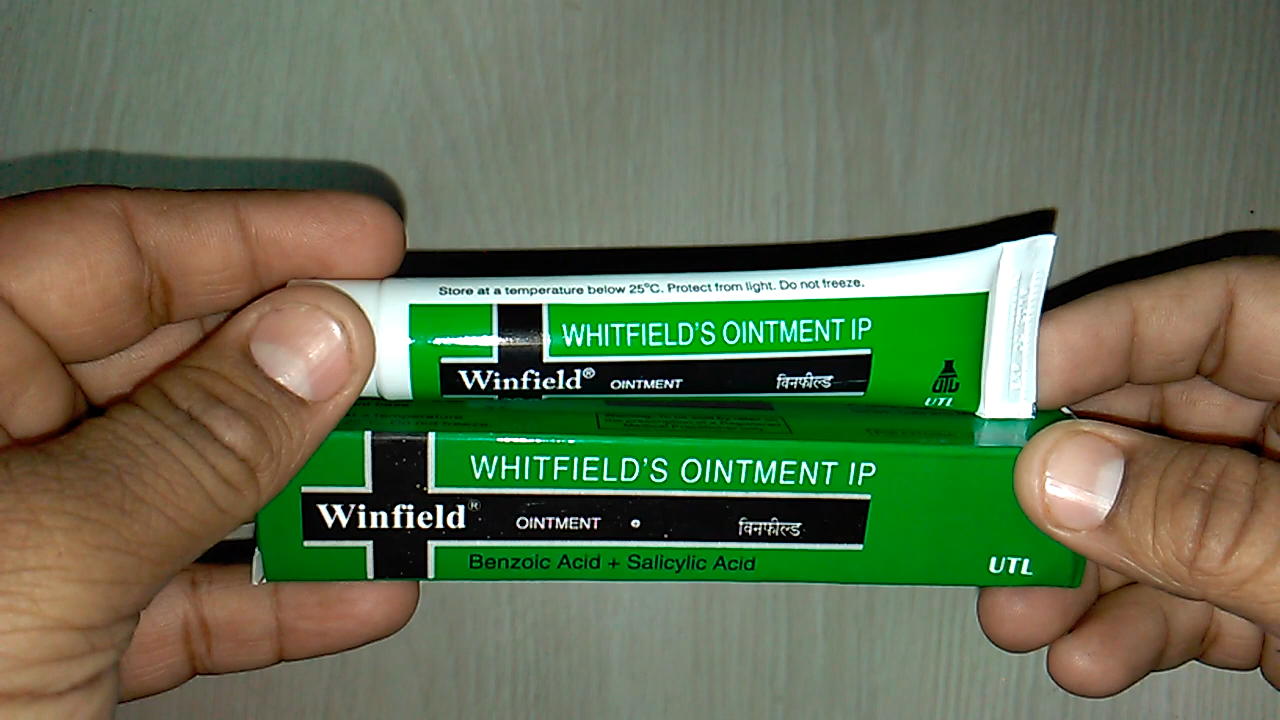 Store at a temperature below 25°C. Protect from light. Do not freeze.
WHITFIELD'S OINTMENT IP
Winfield® OINTMENT विनफील्ड
UTL
WHITFIELD'S OINTMENT IP
Winfield® OINTMENT विनफील्ड
Benzoic Acid + Salicylic Acid
UTL